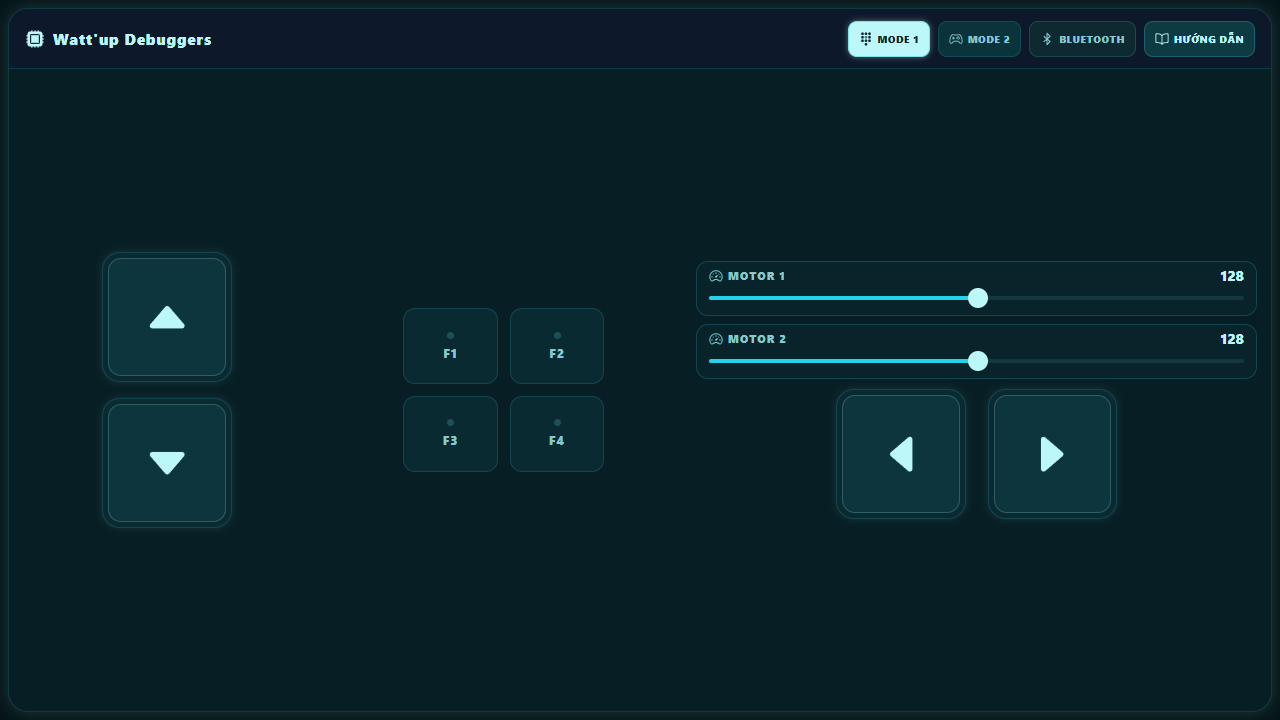 Watt'up Debuggers
MODE 1
MODE 2
BLUETOOTH
HƯỚNG DẪN
MOTOR 1
128
MOTOR 2
128
F1
F2
F3
F4